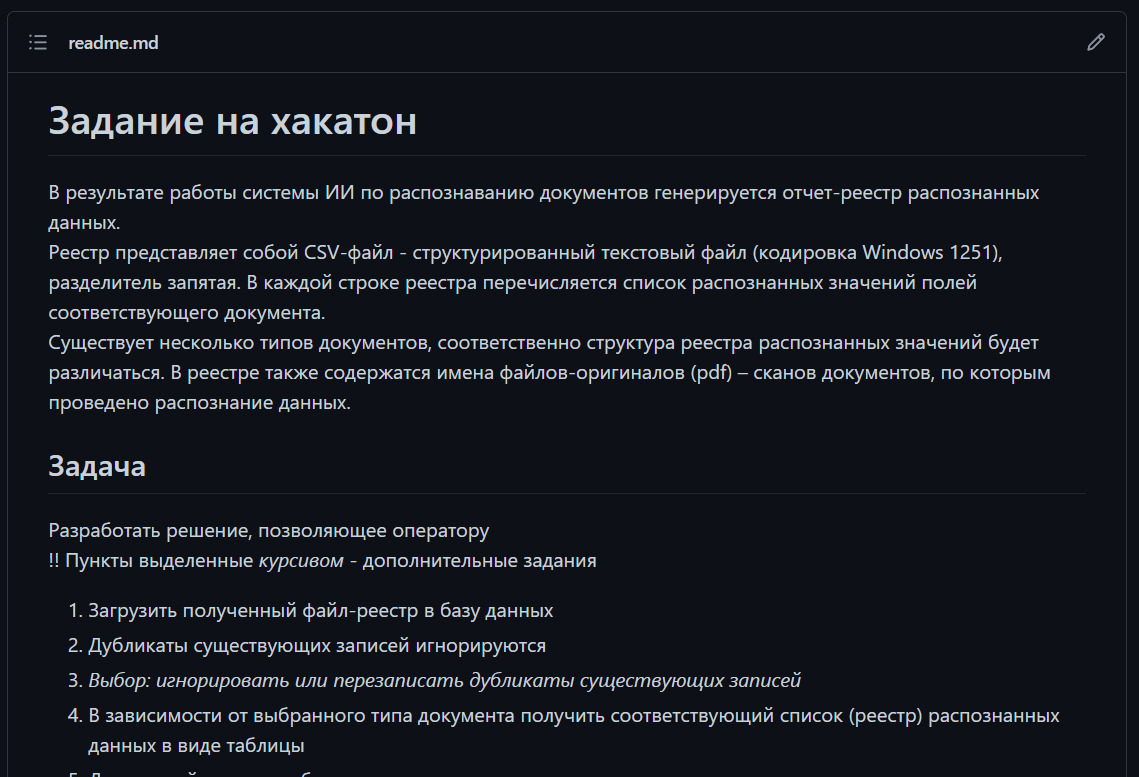 readme.md
Задание на хакатон
В результате работы системы ИИ по распознаванию документов генерируется отчет-реестр распознанных
данных.
Реестр представляет собой CSV-файл - структурированный текстовый файл (кодировка Windows 1251),
разделитель запятая. В каждой строке реестра перечисляется список распознанных значений полей
соответствующего документа.
Существует несколько типов документов, соответственно структура реестра распознанных значений будет
различаться. В реестре также содержатся имена файлов-оригиналов (pdf) – сканов документов, по которым
проведено распознание данных.
Задача
Разработать решение, позволяющее оператору
!! Пункты выделенные курсивом - дополнительные задания
1. Загрузить полученный файл-реестр в базу данных
2. Дубликаты существующих записей игнорируются
3. Выбор: игнорировать или перезаписать дубликаты существующих записей
4. В зависимости от выбранного типа документа получить соответствующий список (реестр) распознанных
данных в виде таблицы